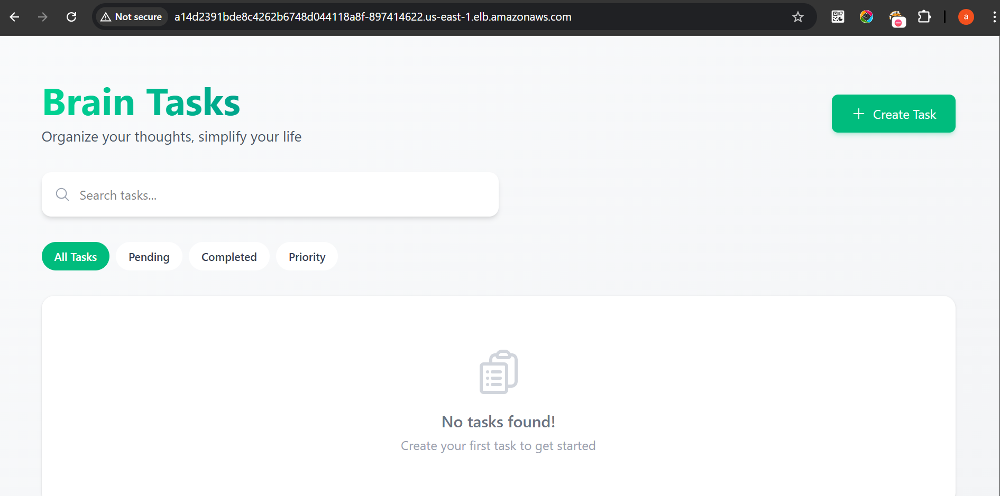 Not secure a14d2391bde8c4262b6748d044118a8f-897414622.us-east-1.elb.amazonaws.com a
Brain Tasks
Organize your thoughts, simplify your life
Create Task
Search tasks...
All Tasks Pending Completed Priority
No tasks found!
Create your first task to get started